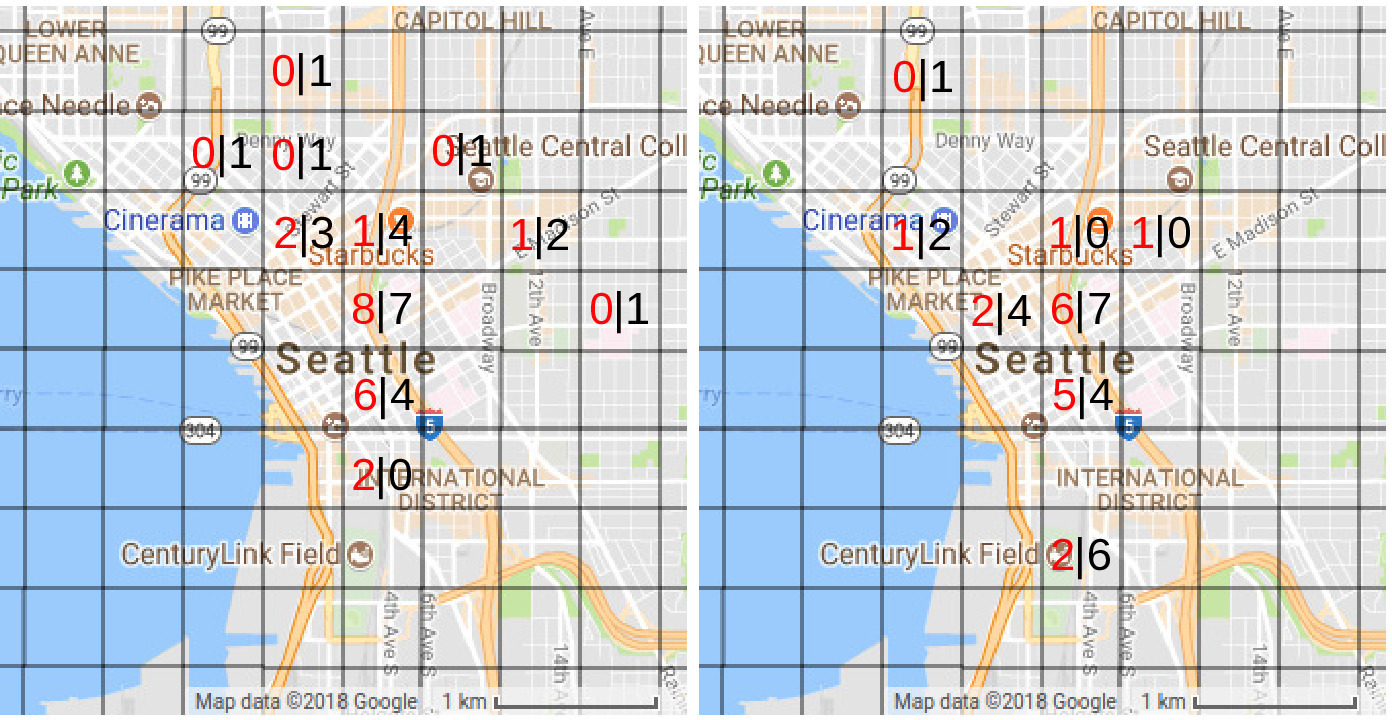 LOWER
QUEEN ANNE
99
CAPITOL HILL
Ave E
0|1
ce Needle
Denny Way
0|1
0|1
0|1
Seattle Central Coll
ic
Park
99
Stewart St
E Madison St
Cinerama
2|3
1|4
1|2
Starbucks
PIKE PLACE
MARKET
8|7
Broadway
12th Ave
0|1
99
Seattle
rry
6|4
304
5
2|0
INTERNATIONAL
DISTRICT
CenturyLink Field
4th Ave S
6th Ave S
14th A
Rai
Map data ©2018 Google
1 km
LOWER
QUEEN ANNE
99
CAPITOL HILL
Ave E
0|1
ce Needle
Denny Way
Seattle Central Coll
ic
Park
99
Stewart St
E Madison St
Cinerama
1|2
1|0
1|0
Starbucks
PIKE PLACE
MARKET
2|4
6|7
Broadway
12th Ave
99
Seattle
rry
5|4
304
5
INTERNATIONAL
DISTRICT
CenturyLink Field
2|6
4th Ave S
6th Ave S
14th A
Rai
Map data ©2018 Google
1 km